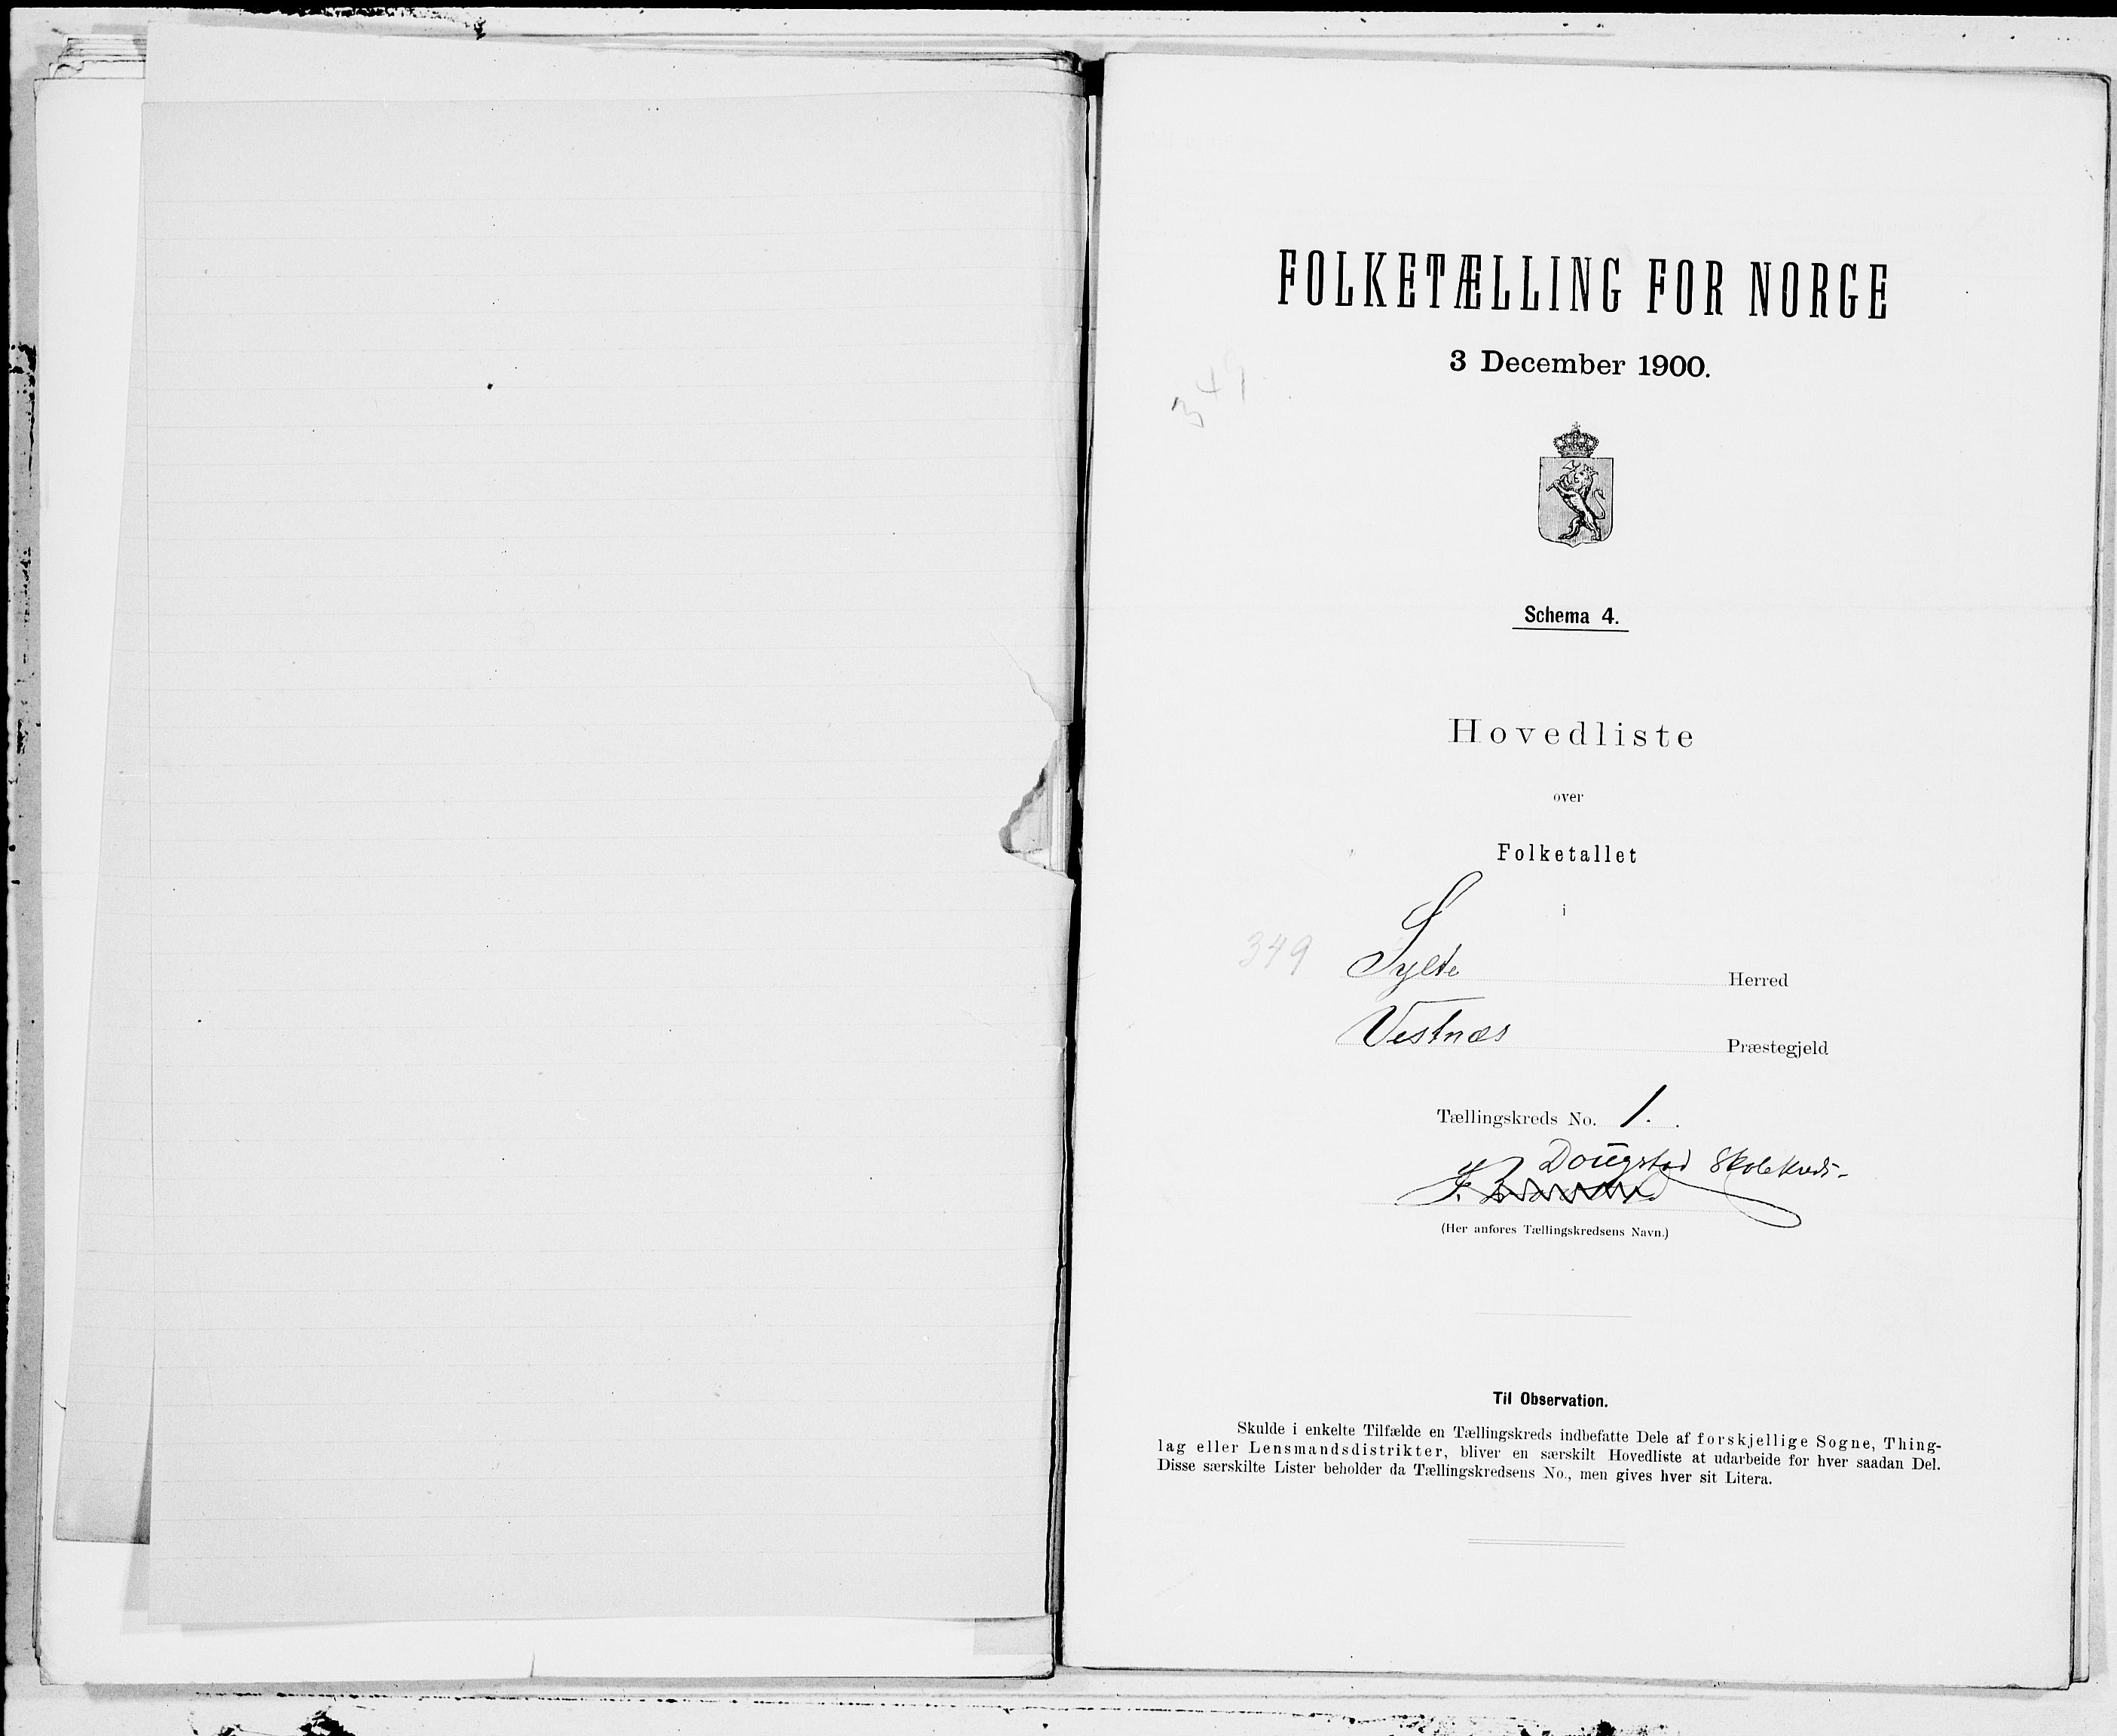 FOLKETÆLLING FOR NORGE
3 December 1900.
349
Schema 4.
Hovedliste
over
Folketallet
i
349
Sylte Herred
Vestnæs Præstegjeld
Tællingskreds No. 1.
Dougstad Skolekreds
(Her anføres Tællingskredsens Navn.)
Til Observation.
Skulde i enkelte Tilfælde en Tællingskreds indbefatte Dele af forskjellige Sogne, Thing-
lag eller Lensmandsdistrikter, bliver en særskilt Hovedliste at udarbeide for hver saadan Del.
Disse særskilte Lister beholder da Tællingskredsens No., men gives hver sit Litera.